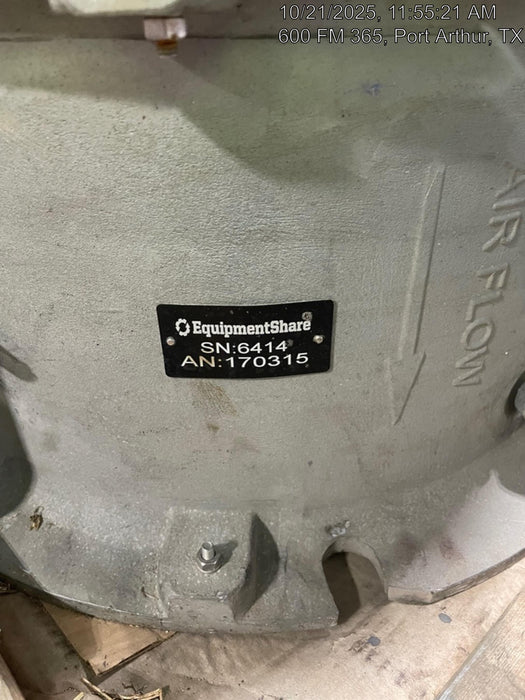 10/21/2025, 11:55:21 AM
600 FM 365, Port Arthur, TX
AIR FLOW
EquipmentShare®
SN:6414
AN:170315